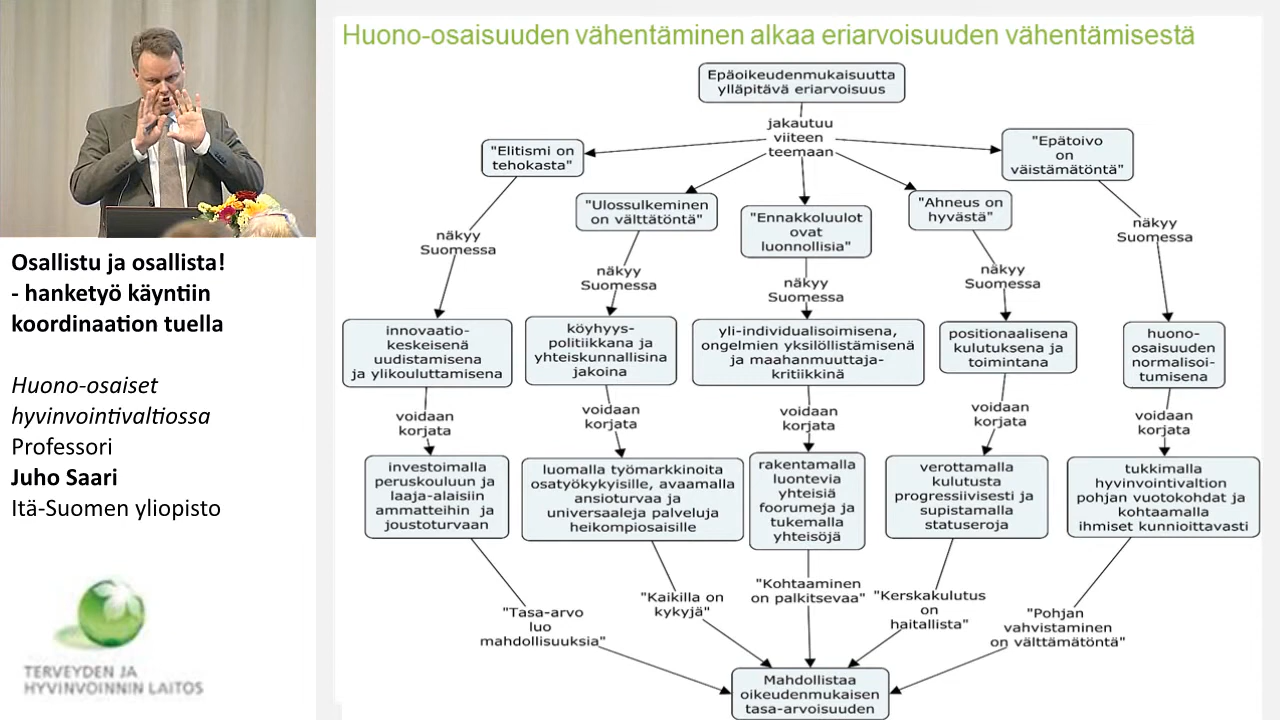 Huono-osaisuuden vähentäminen alkaa eriarvoisuuden vähentämisestä
Osallistu ja osallista!
- hanketyö käyntiin
koordinaation tuella
Huono-osaiset
hyvinvointivaltiossa
Professori
Juho Saari
Itä-Suomen yliopisto
TERVEYDEN JA
HYVINVOINNIN LAITOS
Epäoikeudenmukaisuutta
ylläpitävä eriarvoisuus
jakautuu
viiteen
teemaan
"Elitismi on
tehokasta"
"Ulossulkeminen
on välttätöntä"
"Ennakkoluulot
ovat
luonnollisia"
"Ahneus on
hyvästä"
"Epätoivo
on
väistämätöntä"
näkyy
Suomessa
näkyy
Suomessa
näkyy
Suomessa
näkyy
Suomessa
näkyy
Suomessa
innovaatio-
keskeisenä
uudistamisena
ja ylikouluttamisena
köyhyys-
politiikkana ja
yhteiskunnallisina
jakoina
yli-individualisoimisena,
ongelmien yksilöllistämisenä
ja maahanmuuttaja-
kritiikkinä
positionaalisena
kulutuksena ja
toimintana
huono-
osaisuuden
normalisoi-
tumisena
voidaan
korjata
voidaan
korjata
voidaan
korjata
voidaan
korjata
voidaan
korjata
investoimalla
peruskouluun ja
laaja-alaisiin
ammatteihin ja
joustoturvaan
luomalla työmarkkinoita
osatyökykyisille, avaamalla
ansioturvaa ja
universaaleja palveluja
heikompiosaisille
rakentamalla
luontevia
yhteisiä
foorumeja ja
tukemalla
yhteisöjä
verottamalla
kulutusta
progressiivisesti ja
supistamalla
statuseroja
tukkimalla
hyvinvointivaltion
pohjan vuotokohdat ja
kohtaamalla
ihmiset kunnioittavasti
"Tasa-arvo
luo
mahdollisuuksia"
"Kaikilla on
kykyjä"
"Kohtaaminen
on palkitsevaa"
"Kerskakulutus
on
haitallista"
"Pohjan
vahvistaminen
on välttämätöntä"
Mahdollistaa
oikeudenmukaisen
tasa-arvoisuuden